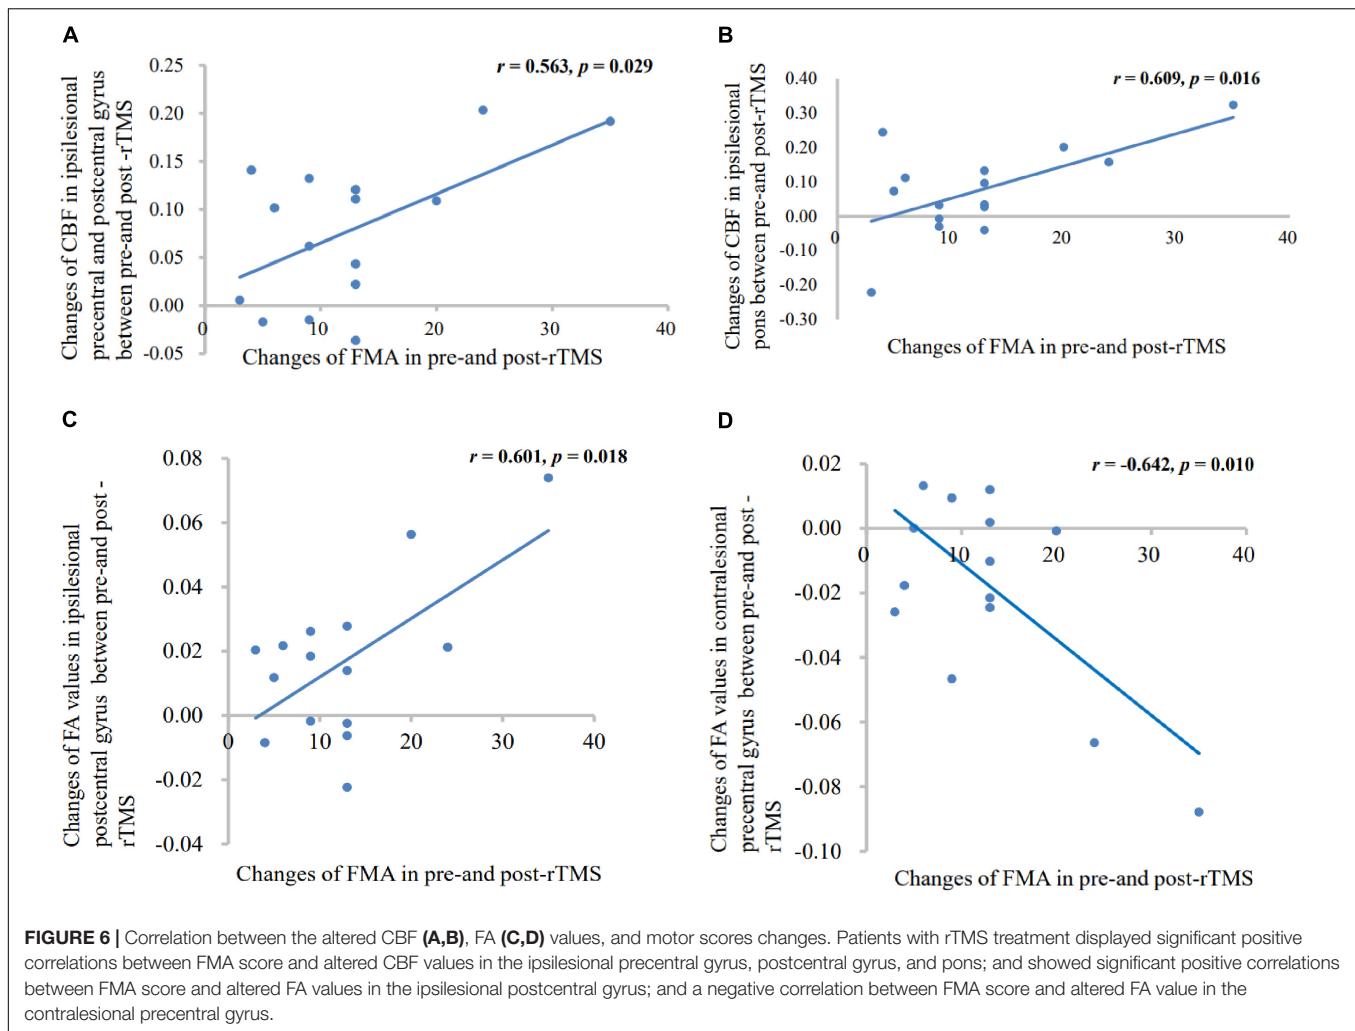 A
r = 0.563, p = 0.029
Changes of CBF in ipsilesional
precentral and postcentral gyrus
between pre-and post -rTMS
0.25
0.20
0.15
0.10
0.05
0.00
-0.05
0 10 20 30 40
Changes of FMA in pre-and post-rTMS
B
r = 0.609, p = 0.016
Changes of CBF in ipsilesional
pons between pre-and post-rTMS
0.40
0.30
0.20
0.10
0.00
-0.10
-0.20
-0.30
0 10 20 30 40
Changes of FMA in pre-and post-rTMS
C
r = 0.601, p = 0.018
Changes of FA values in ipsilesional
postcentral gyrus between pre-and post -
rTMS
0.08
0.06
0.04
0.02
0.00
-0.02
-0.04
0 10 20 30 40
Changes of FMA in pre-and post-rTMS
D
r = -0.642, p = 0.010
Changes of FA values in contralesional
precentral gyrus between pre-and post -
rTMS
0.02
0.00
-0.02
-0.04
-0.06
-0.08
-0.10
0 10 20 30 40
Changes of FMA in pre-and post-rTMS
FIGURE 6 | Correlation between the altered CBF (A,B), FA (C,D) values, and motor scores changes. Patients with rTMS treatment displayed significant positive
correlations between FMA score and altered CBF values in the ipsilesional precentral gyrus, postcentral gyrus, and pons; and showed significant positive correlations
between FMA score and altered FA values in the ipsilesional postcentral gyrus; and a negative correlation between FMA score and altered FA value in the
contralesional precentral gyrus.